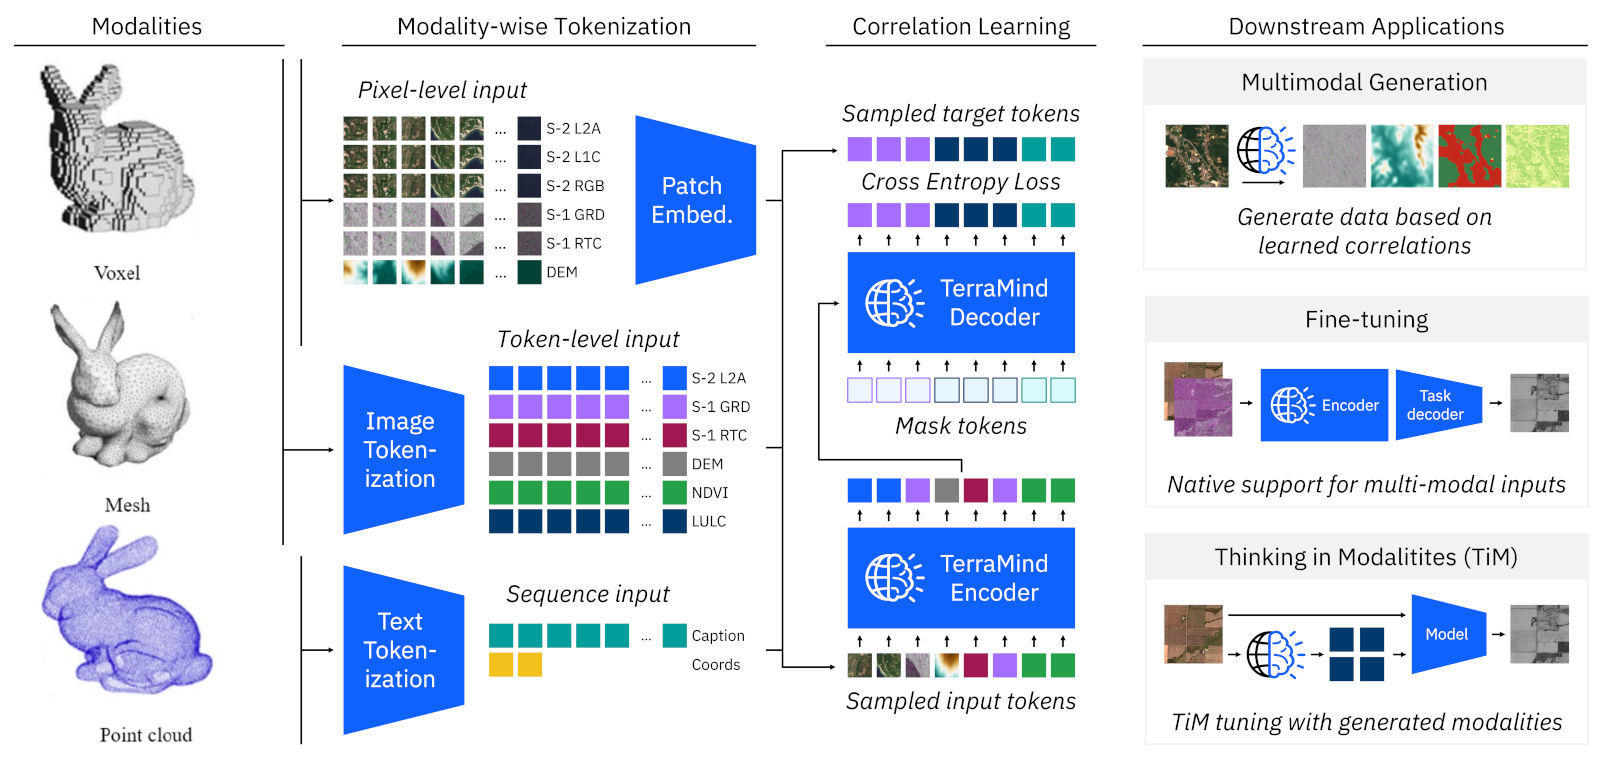 Modalities
Modality-wise Tokenization
Correlation Learning
Downstream Applications
Voxel
Mesh
Point cloud
Pixel-level input
S-2 L2A
S-2 L1C
S-2 RGB
S-1 GRD
S-1 RTC
DEM
...
...
...
...
...
...
Patch
Embed.
Image
Token-
ization
Token-level input
S-2 L2A
S-1 GRD
S-1 RTC
DEM
NDVI
LULC
...
...
...
...
...
...
Text
Token-
ization
Sequence input
... Caption
Coords
Sampled target tokens
Cross Entropy Loss
TerraMind
Decoder
Mask tokens
TerraMind
Encoder
Sampled input tokens
Multimodal Generation
Generate data based on
learned correlations
Fine-tuning
Encoder
Task
decoder
Native support for multi-modal inputs
Thinking in Modalitites (TiM)
Model
TiM tuning with generated modalities